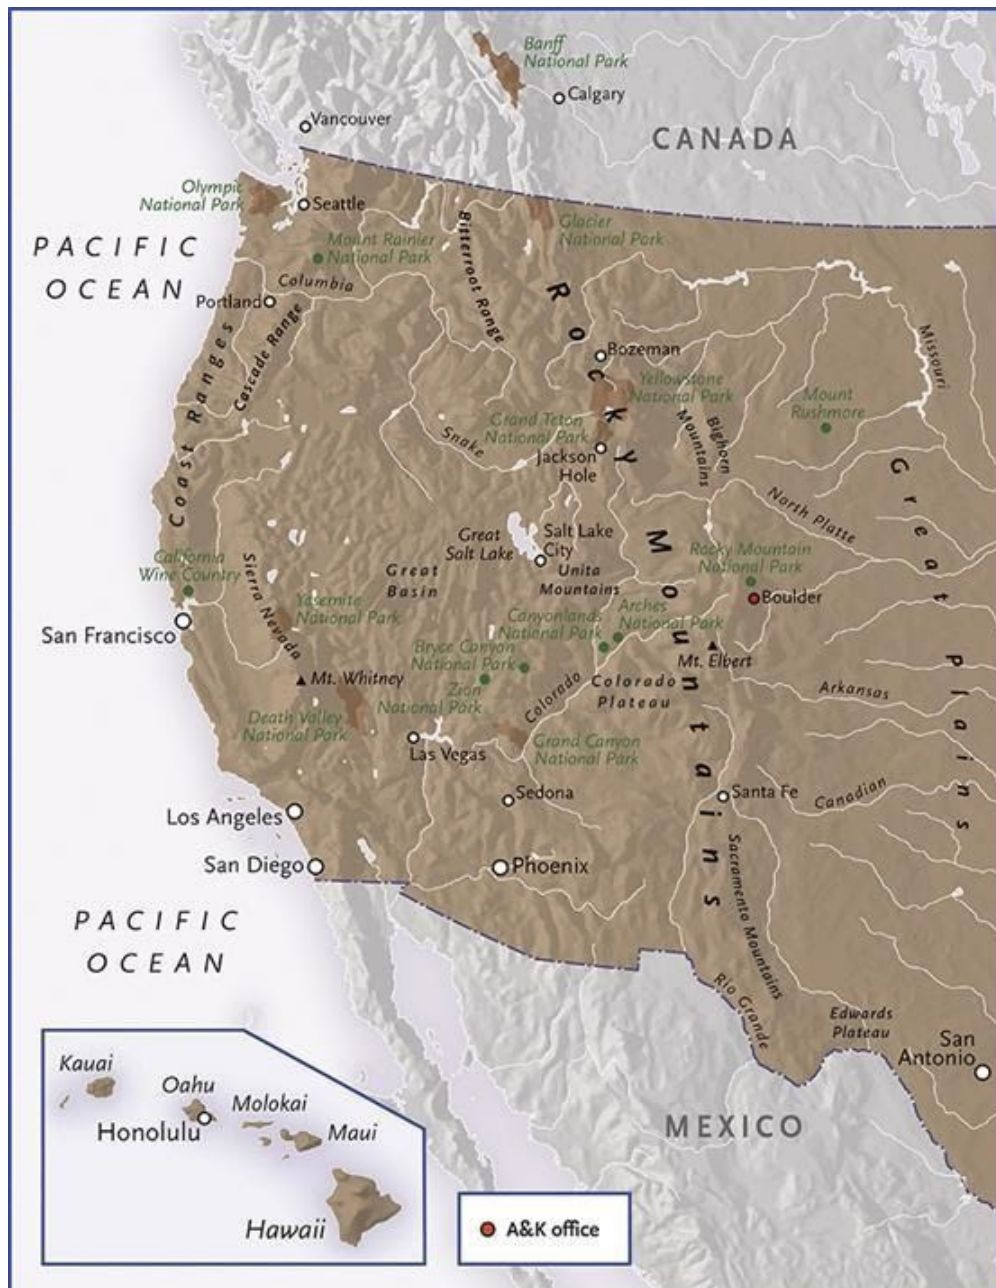 Banff
National Park
Calgary
Vancouver
CANADA
Olympic
National Park
Seattle
Glacier
National Park
Bitterroot Range
PACIFIC
OCEAN
Mount Rainier
National Park
Columbia
Portland
Cascade Range
Coast Ranges
Rocky Mountains
Bozeman
Missouri
Yellowstone
National Park
Mount
Rushmore
Bighorn
Mountains
Grand Teton
National Park
Snake
Jackson
Hole
Great Plains
North Platte
Great
Salt Lake
Salt Lake
City
Unita
Mountains
Rocky Mountain
National Park
Boulder
California
Wine Country
Sierra Nevada
Great
Basin
Yosemite
National Park
San Francisco
Canyonlands
National Park
Arches
National Park
Bryce Canyon
National Park
Mt. Elbert
Mt. Whitney
Zion
National Park
Colorado
Colorado
Plateau
Arkansas
Death Valley
National Park
Las Vegas
Grand Canyon
National Park
Sedona
Santa Fe
Canadian
Los Angeles
San Diego
Phoenix
Sacramento Mountains
PACIFIC
OCEAN
Rio Grande
Edwards
Plateau
San
Antonio
MEXICO
Kauai
Oahu
Honolulu
Molokai
Maui
Hawaii
A&K office